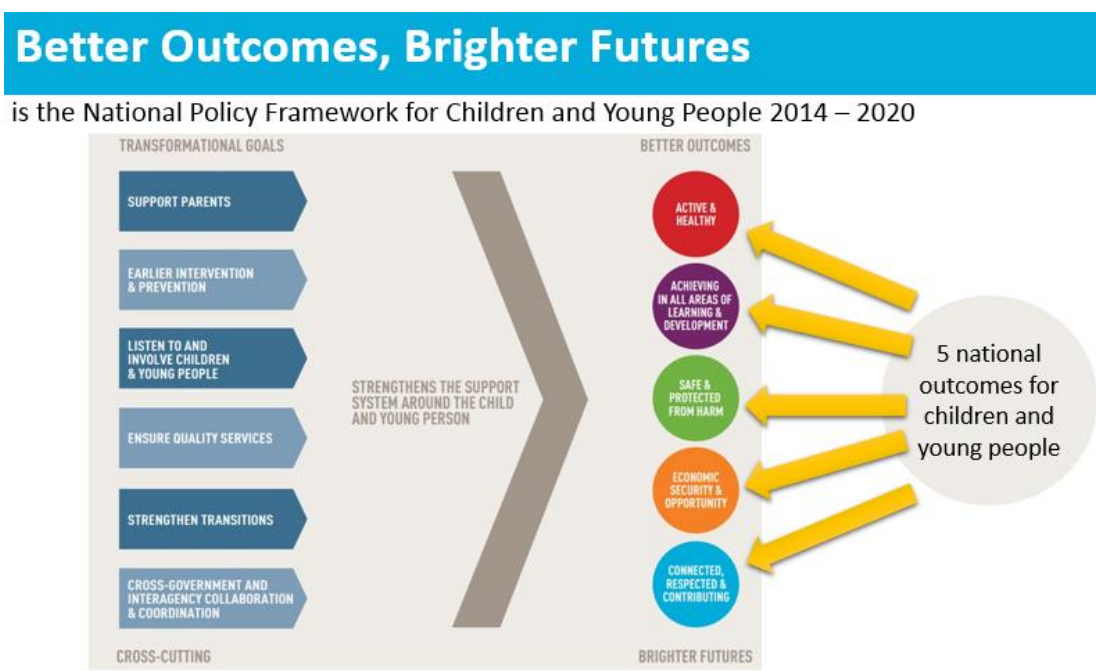 Better Outcomes, Brighter Futures
is the National Policy Framework for Children and Young People 2014 – 2020
TRANSFORMATIONAL GOALS
SUPPORT PARENTS
EARLIER INTERVENTION
& PREVENTION
LISTEN TO AND
INVOLVE CHILDREN
& YOUNG PEOPLE
ENSURE QUALITY SERVICES
STRENGTHEN TRANSITIONS
CROSS-GOVERNMENT AND
INTERAGENCY COLLABORATION
& COORDINATION
CROSS-CUTTING
STRENGTHENS THE SUPPORT
SYSTEM AROUND THE CHILD
AND YOUNG PERSON
BETTER OUTCOMES
ACTIVE &
HEALTHY
ACHIEVING
IN ALL AREAS OF
LEARNING &
DEVELOPMENT
SAFE &
PROTECTED
FROM HARM
ECONOMIC
SECURITY &
OPPORTUNITY
CONNECTED,
RESPECTED &
CONTRIBUTING
BRIGHTER FUTURES
5 national
outcomes for
children and
young people